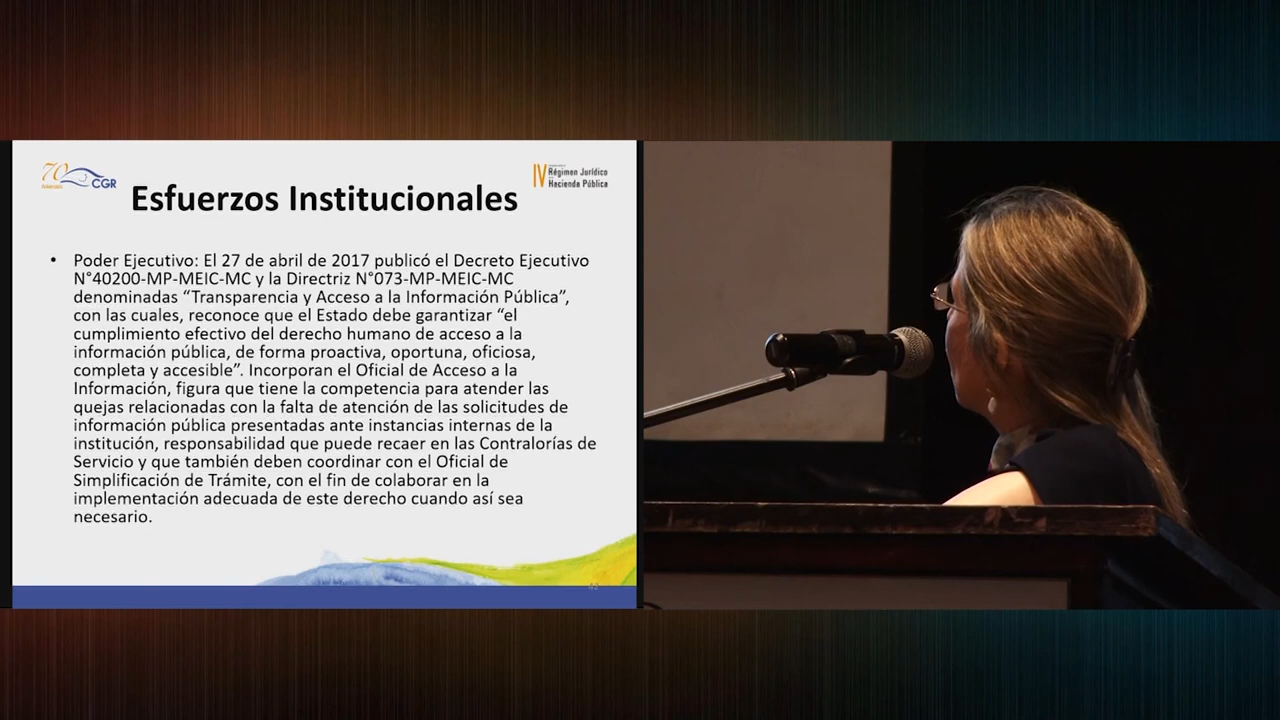 70
CGR
IV
Régimen Jurídico
Hacienda Pública
Esfuerzos Institucionales
• Poder Ejecutivo: El 27 de abril de 2017 publicó el Decreto Ejecutivo
N°40200-MP-MEIC-MC y la Directriz N°073-MP-MEIC-MC
denominadas “Transparencia y Acceso a la Información Pública”,
con las cuales, reconoce que el Estado debe garantizar “el
cumplimiento efectivo del derecho humano de acceso a la
información pública, de forma proactiva, oportuna, oficiosa,
completa y accesible”. Incorporan el Oficial de Acceso a la
Información, figura que tiene la competencia para atender las
quejas relacionadas con la falta de atención de las solicitudes de
información pública presentadas ante instancias internas de la
institución, responsabilidad que puede recaer en las Contralorías de
Servicio y que también deben coordinar con el Oficial de
Simplificación de Trámite, con el fin de colaborar en la
implementación adecuada de este derecho cuando así sea
necesario.